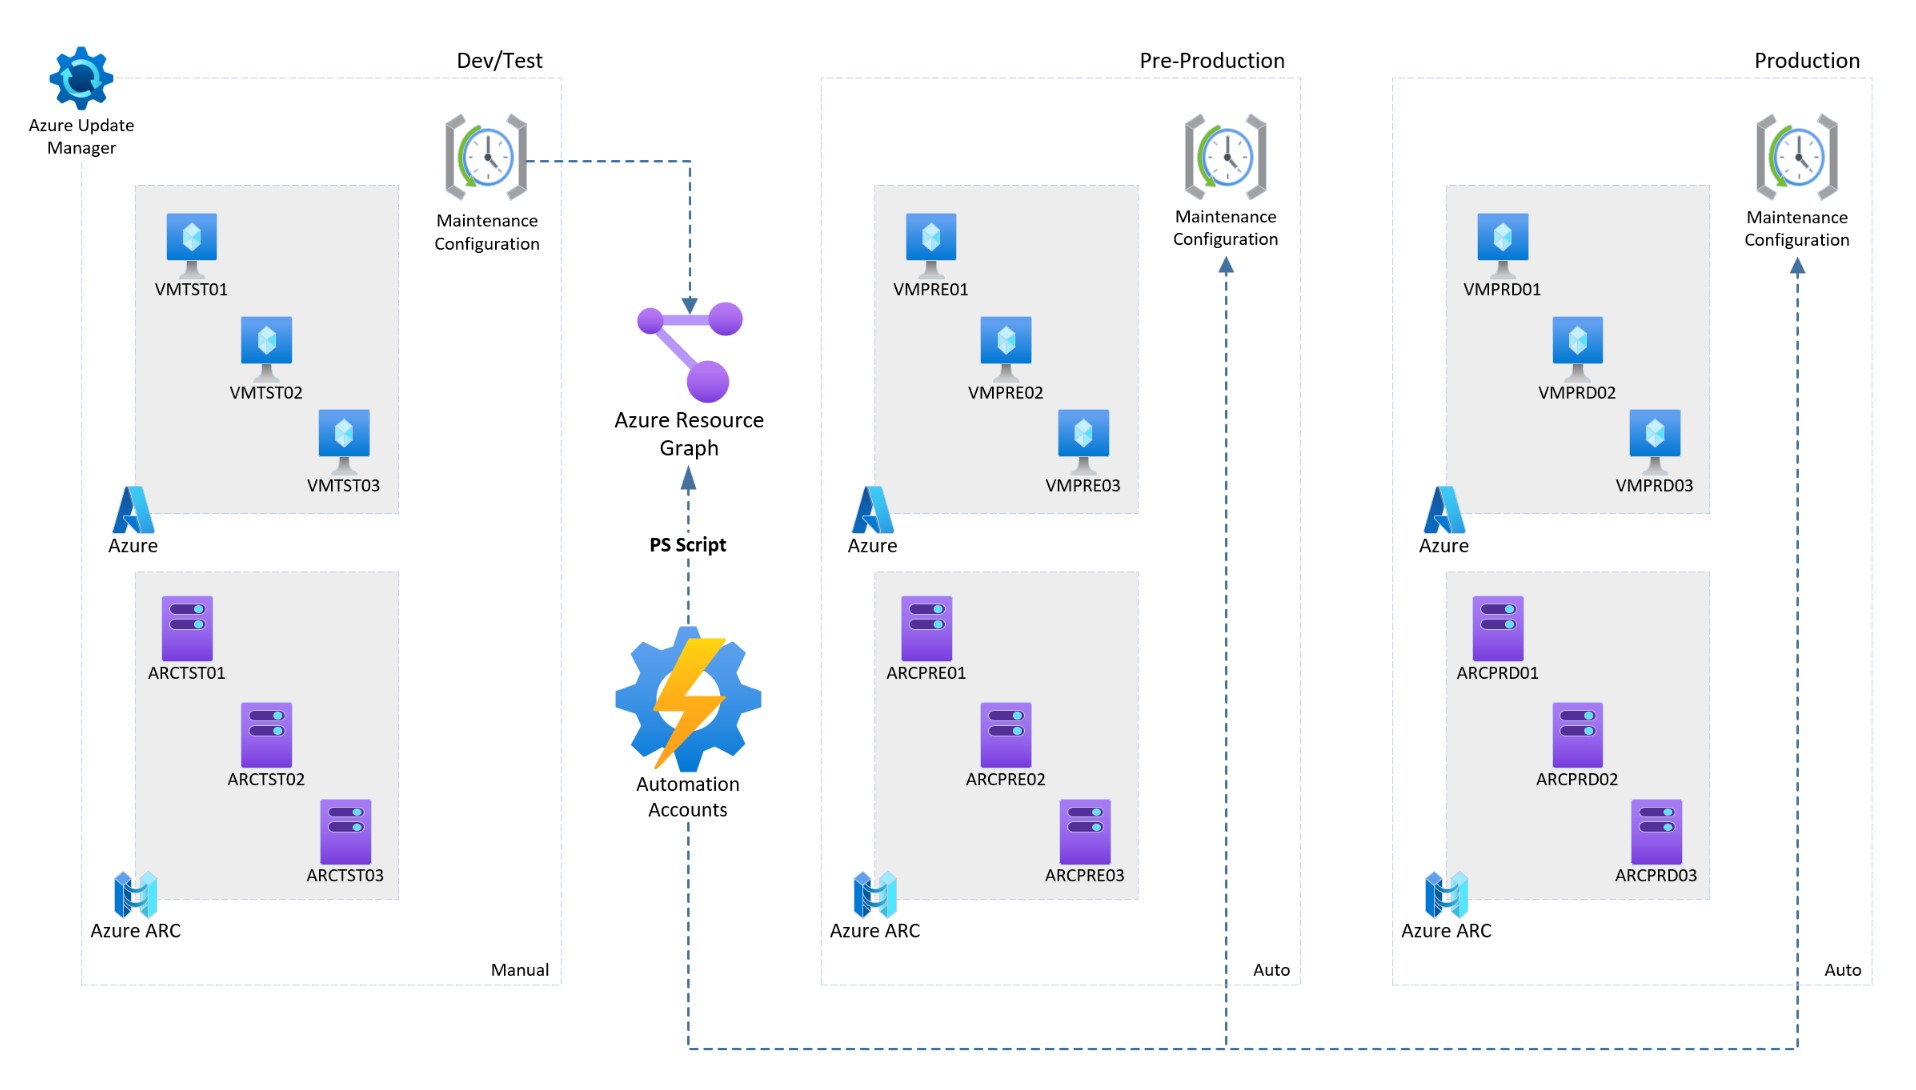 Dev/Test
Azure Update
Manager
Maintenance
Configuration
VMTST01
VMTST02
VMTST03
Azure
ARCTST01
ARCTST02
ARCTST03
Azure ARC
Manual
Azure Resource
Graph
PS Script
Automation
Accounts
Pre-Production
Maintenance
Configuration
VMPRE01
VMPRE02
VMPRE03
Azure
ARCPRE01
ARCPRE02
ARCPRE03
Azure ARC
Auto
Production
Maintenance
Configuration
VMPRD01
VMPRD02
VMPRD03
Azure
ARCPRD01
ARCPRD02
ARCPRD03
Azure ARC
Auto